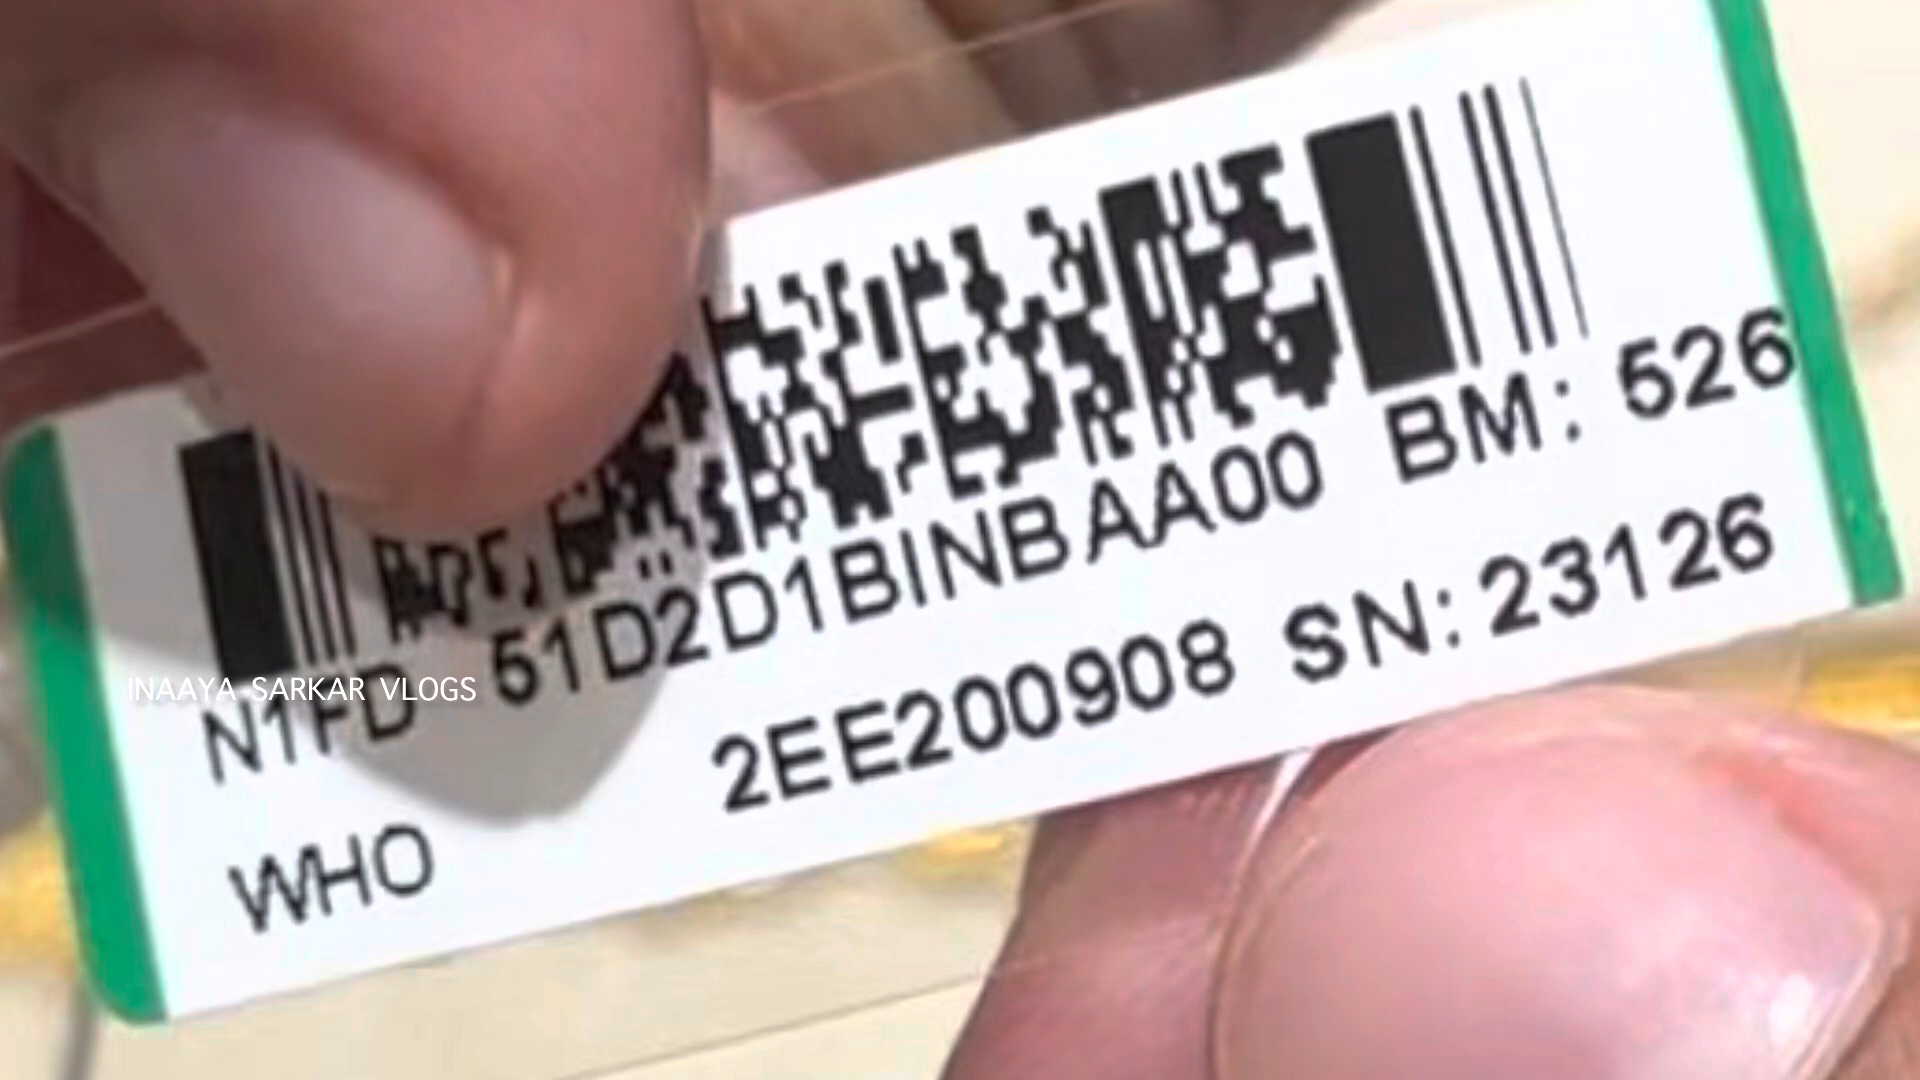 N1FD 51D2D1BINBAA00 BM: 526
WHO 2EE200908 SN:23126
INAAYA SARKAR VLOGS